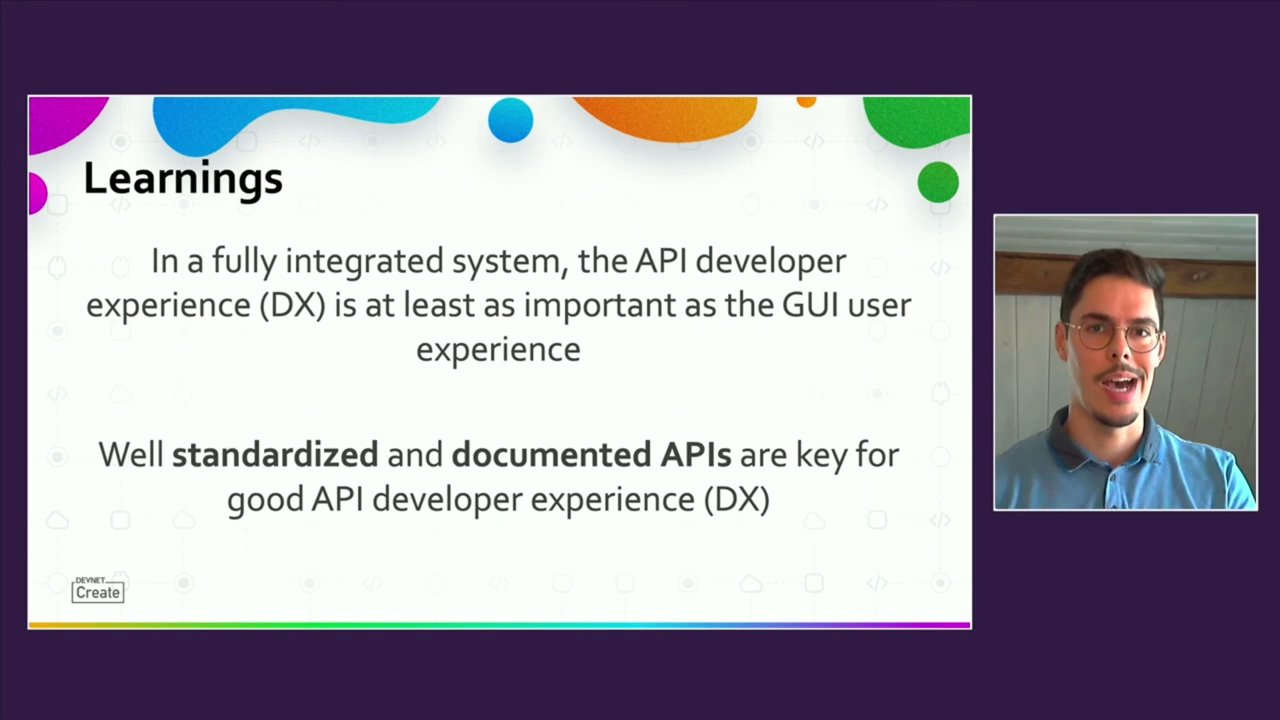 Learnings
In a fully integrated system, the API developer
experience (DX) is at least as important as the GUI user
experience
Well standardized and documented APIs are key for
good API developer experience (DX)
DEVNET
Create